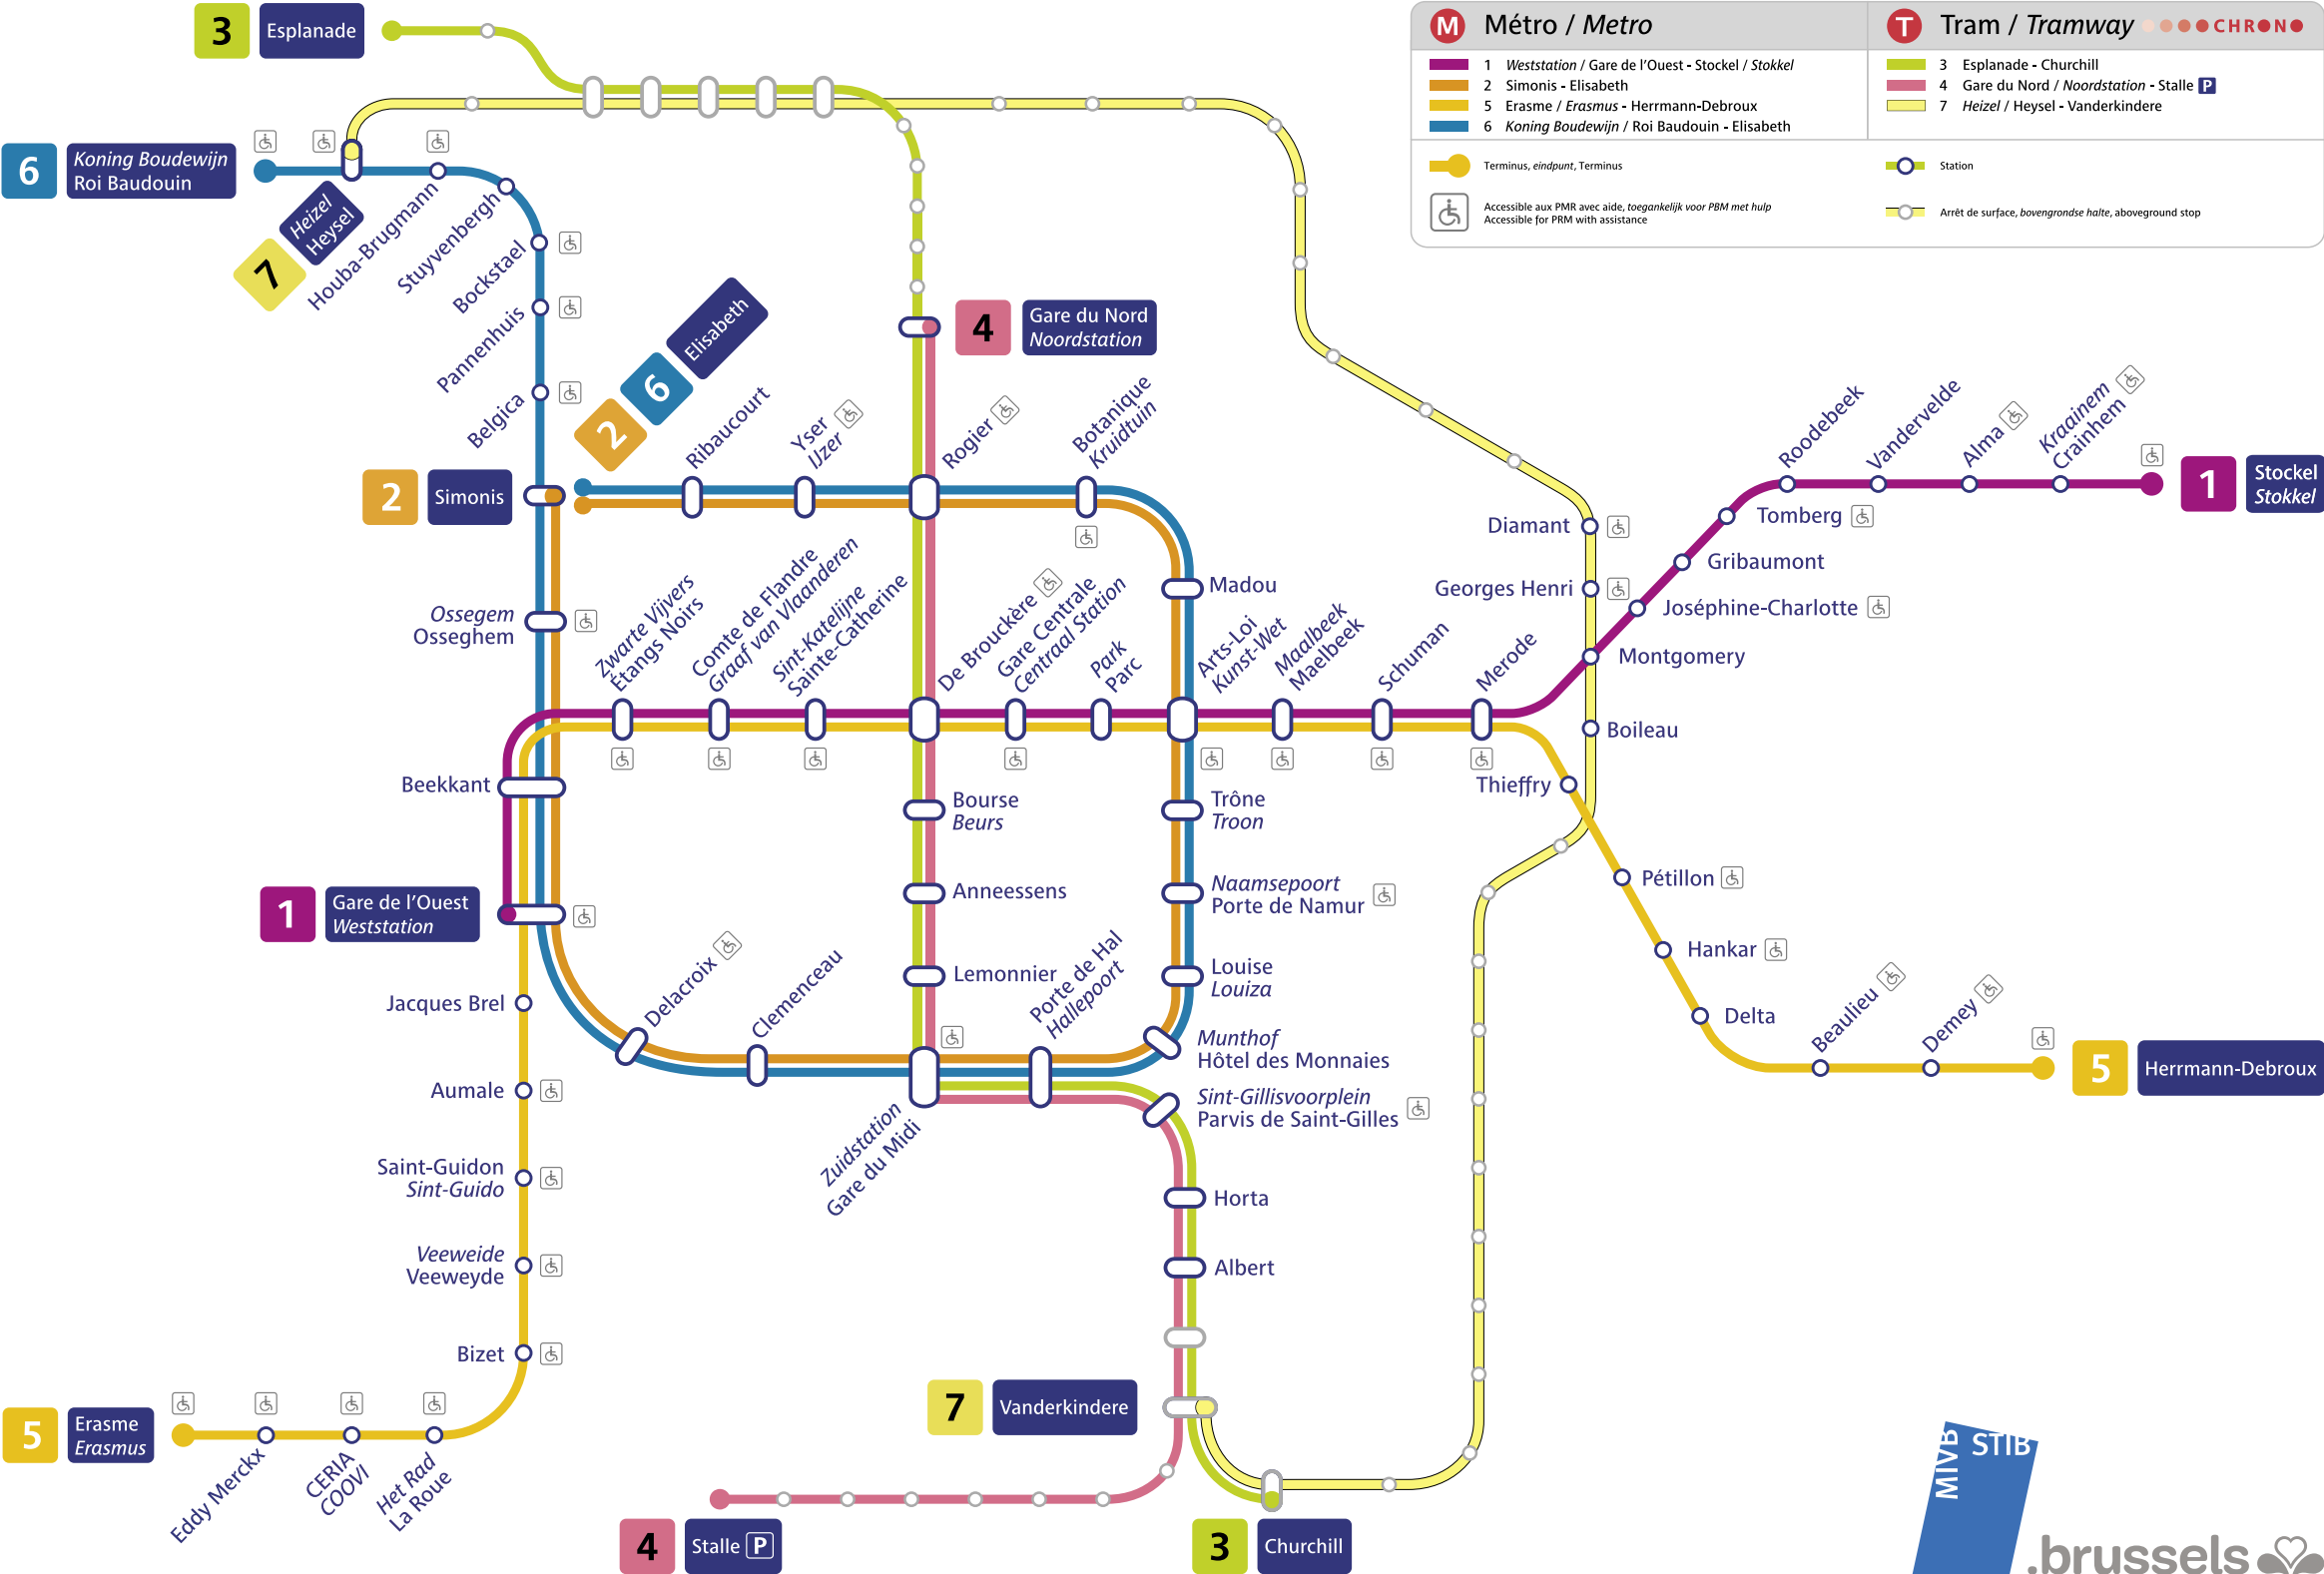 3
Esplanade
M Métro / Metro
1 Weststation / Gare de l'Ouest - Stockel / Stokkel
2 Simonis - Elisabeth
5 Erasme / Erasmus - Herrmann-Debroux
6 Koning Boudewijn / Roi Baudouin - Elisabeth
T Tram / Tramway CHRONO
3 Esplanade - Churchill
4 Gare du Nord / Noordstation - Stalle P
7 Heizel / Heysel - Vanderkindere
Terminus, eindpunt, Terminus
Station
Accessible aux PMR avec aide, toegankelijk voor PBM met hulp
Accessible for PRM with assistance
Arrêt de surface, bovengrondse halte, aboveground stop
6
Koning Boudewijn
Roi Baudouin
7
Heizel
Heysel
Houba-Brugmann
Stuyvenbergh
Bockstael
Pannenhuis
Belgica
2
6
Elisabeth
4
Gare du Nord
Noordstation
2
Simonis
Ribaucourt
Yser
IJzer
Rogier
Botanique
Kruidtuin
Madou
Diamant
Georges Henri
Montgomery
Boileau
Roodebeek
Vandervelde
Alma
Kraainem
Crainhem
1
Stockel
Stokkel
Tomberg
Gribaumont
Joséphine-Charlotte
Ossegem
Osseghem
Zwarte Vijvers
Étangs Noirs
Comte de Flandre
Graaf van Vlaanderen
Sint-Katelijne
Sainte-Catherine
De Brouckère
Gare Centrale
Centraal Station
Park
Parc
Arts-Loi
Kunst-Wet
Maalbeek
Maelbeek
Schuman
Merode
Beekkant
Bourse
Beurs
Trône
Troon
Thieffry
1
Gare de l'Ouest
Weststation
Anneessens
Naamsepoort
Porte de Namur
Pétillon
Lemonnier
Louise
Louiza
Hankar
Jacques Brel
Delacroix
Clemenceau
Porte de Hal
Hallepoort
Munthof
Hôtel des Monnaies
Delta
Beaulieu
Demey
5
Herrmann-Debroux
Aumale
Zuidstation
Gare du Midi
Sint-Gillisvoorplein
Parvis de Saint-Gilles
Saint-Guidon
Sint-Guido
Horta
Veeweide
Veeweyde
Albert
Bizet
7
Vanderkindere
5
Erasme
Erasmus
Eddy Merckx
CERIA
COOVI
Het Rad
La Roue
4
Stalle P
3
Churchill
MIVB
STIB
.brussels